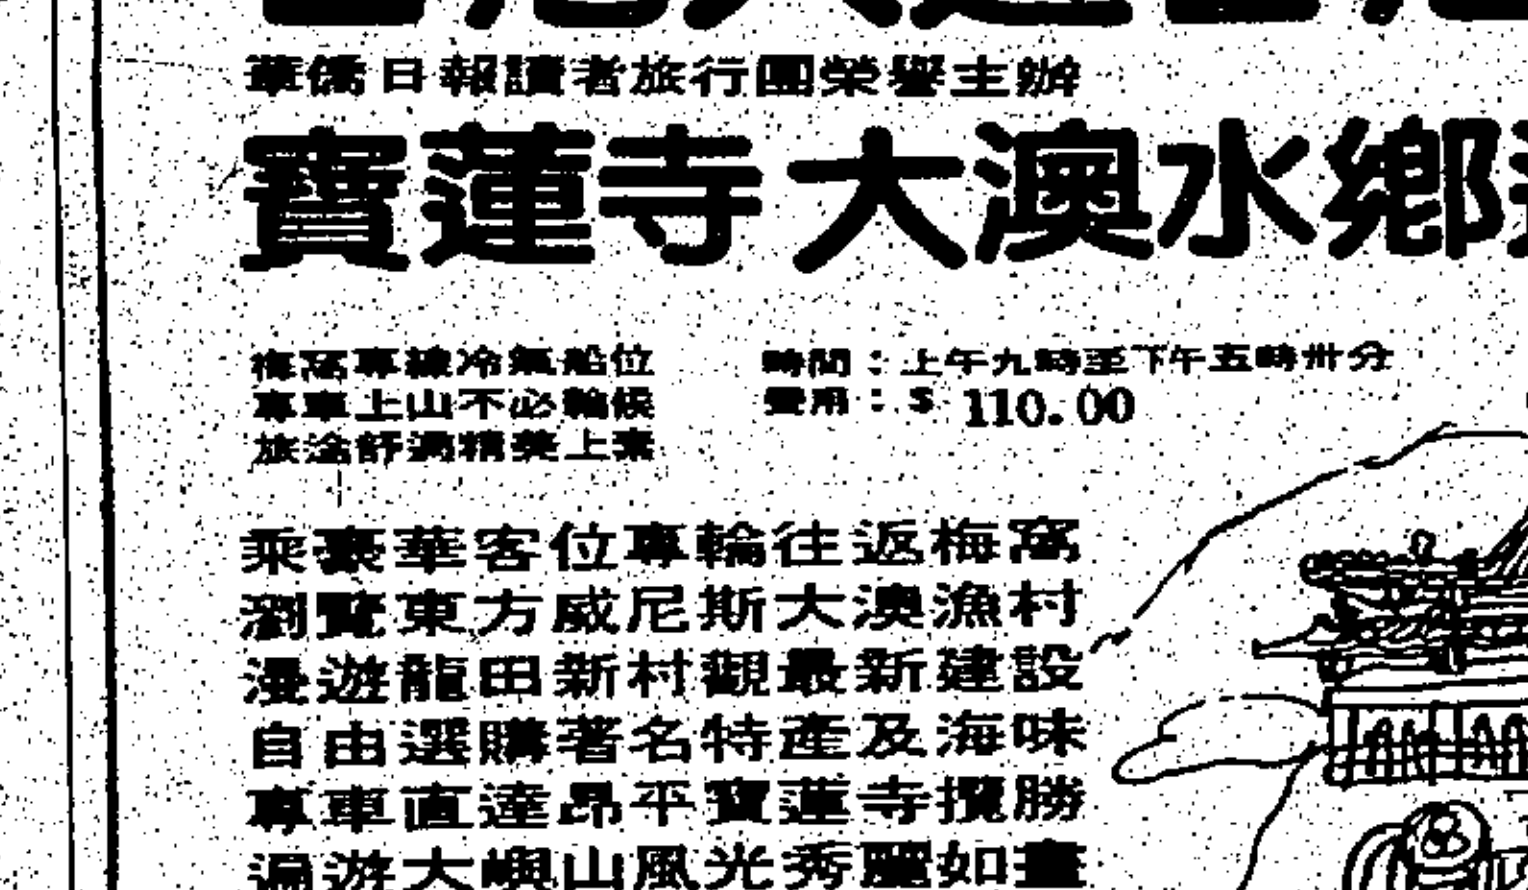 華僑日報讀者旅行團榮譽主辦
寶蓮寺 大澳水鄉
梅窩專線冷氣船位
專車上山不必輪候
旅途舒適精美上素
時間：上午九時至下午五時卅分
費用：$ 110.00
乘豪華客位專輪往返梅窩
瀏覽東方威尼斯大澳漁村
漫遊龍田新村觀最新建設
自由選購著名特產及海味
專車直達昂平寶蓮寺攬勝
遍遊大嶼山風光秀麗如畫